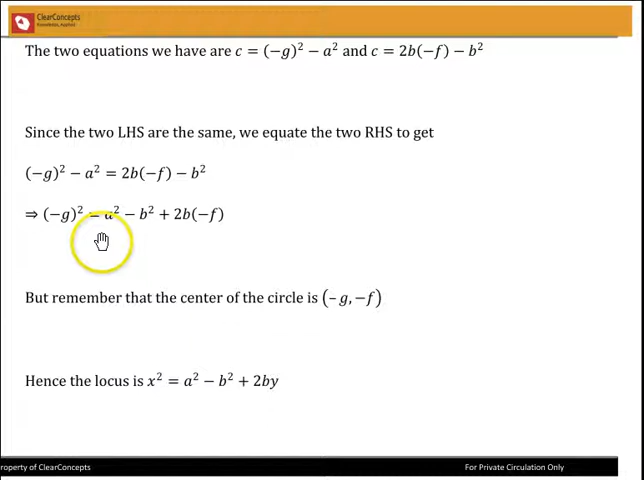 ClearConcepts
The two equations we have are c = (−g)² − a² and c = 2b(−f) − b²
Since the two LHS are the same, we equate the two RHS to get
(−g)² − a² = 2b(−f) − b²
⇒ (−g)² = a² − b² + 2b(−f)
But remember that the center of the circle is (−g, −f)
Hence the locus is x² = a² − b² + 2by
roperty of ClearConcepts
For Private Circulation Only